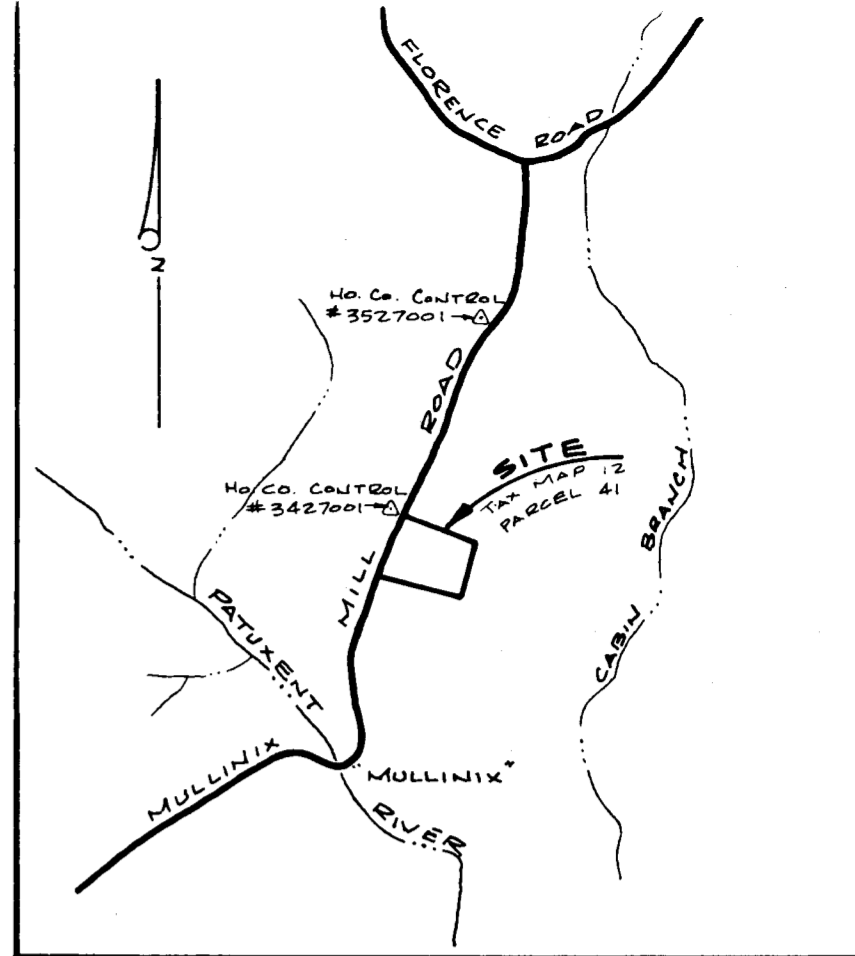 FLORENCE ROAD
N
HO. CO. CONTROL
# 3527001
ROAD
SITE
TAX MAP 12
PARCEL 41
HO. CO. CONTROL
# 3427001
BRANCH
MILL
PATUXENT
CABIN
MULLINIX
MULLINIX
RIVER